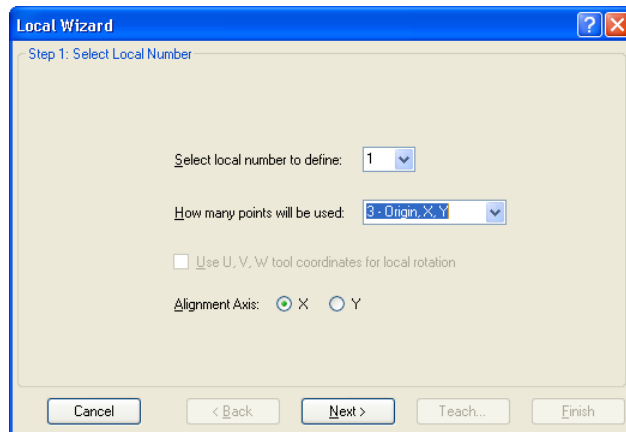 Local Wizard
Step 1: Select Local Number
Select local number to define: 1
How many points will be used: 3 - Origin, X, Y
Use U, V, W tool coordinates for local rotation
Alignment Axis: X Y
Cancel < Back Next > Teach... Finish